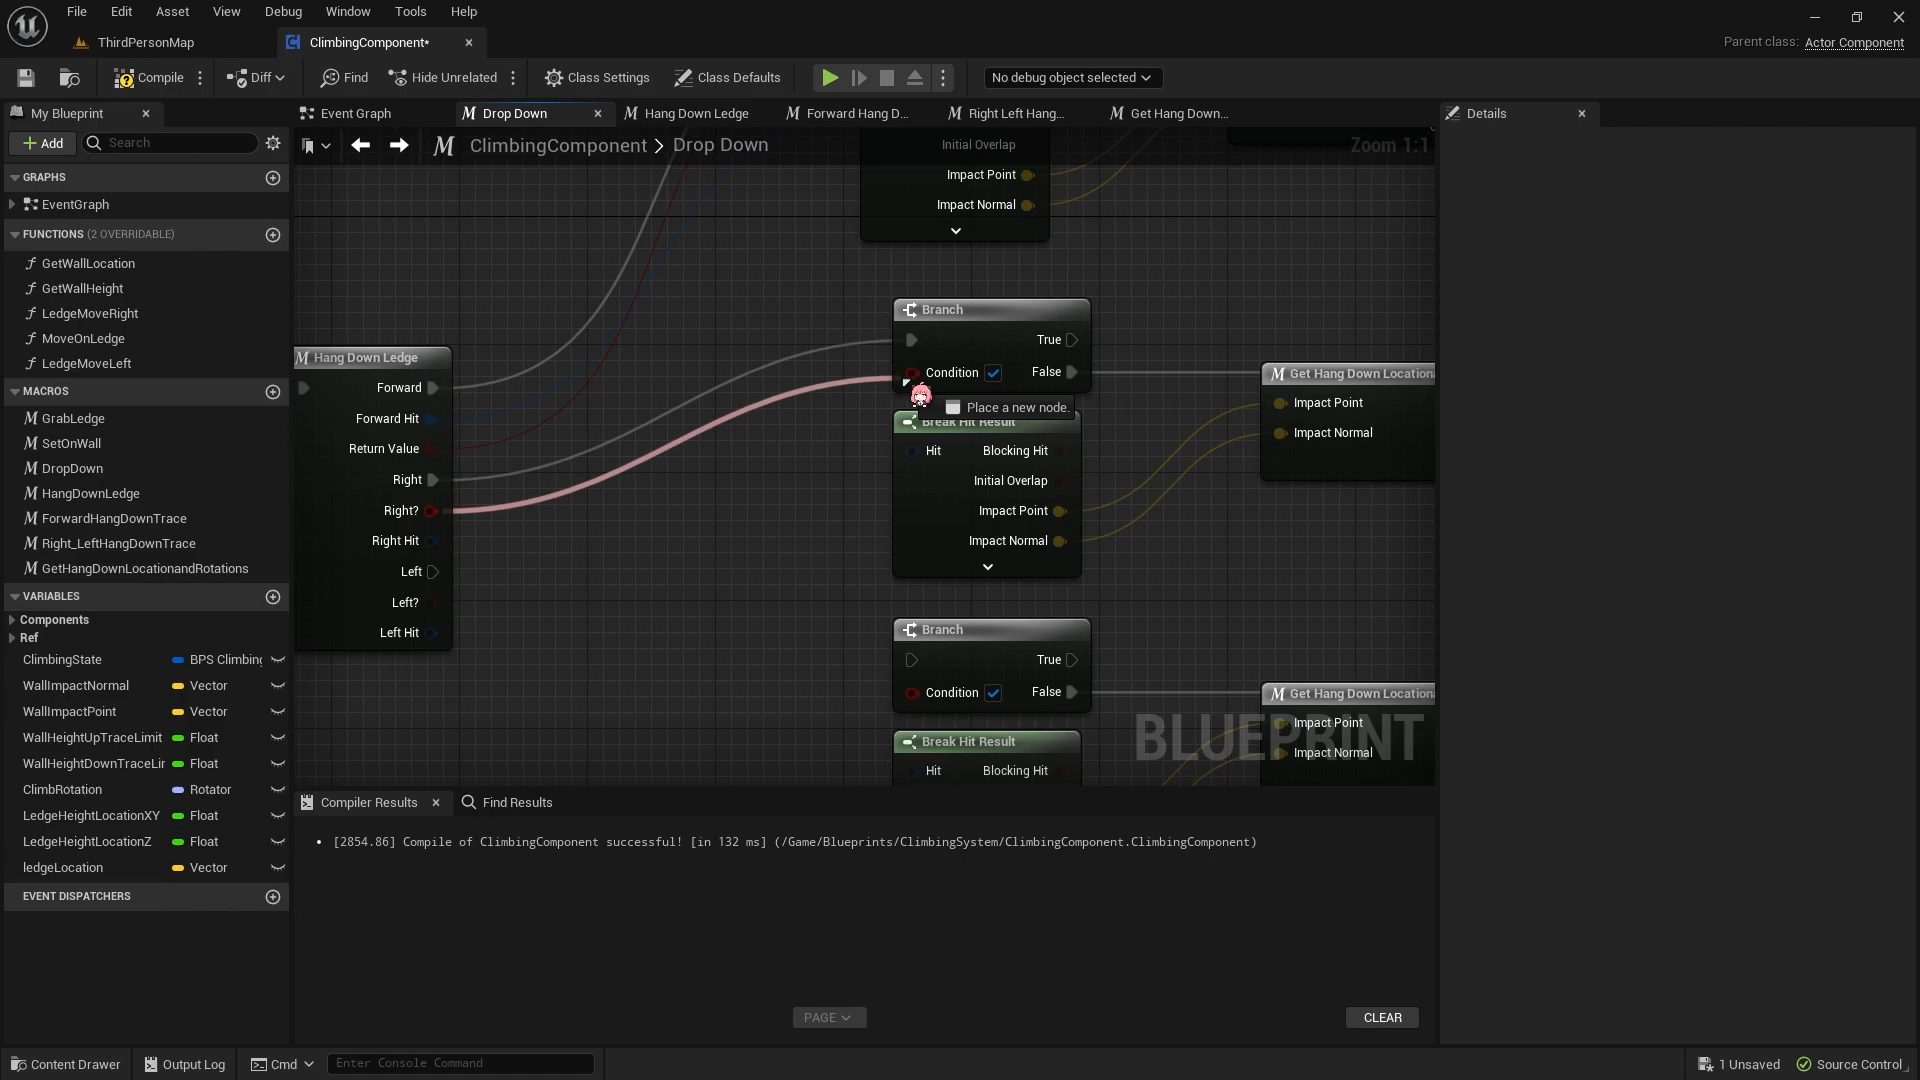 File Edit Asset View Debug Window Tools Help
ThirdPersonMap
ClimbingComponent*
Parent class: Actor Component
Compile
Diff
Find
Hide Unrelated
Class Settings
Class Defaults
No debug object selected
My Blueprint
Event Graph
Drop Down
Hang Down Ledge
Forward Hang D...
Right Left Hang...
Get Hang Down...
Details
Add
Search
ClimbingComponent > Drop Down
Zoom 1:1
GRAPHS
EventGraph
FUNCTIONS (2 OVERRIDABLE)
GetWallLocation
GetWallHeight
LedgeMoveRight
MoveOnLedge
LedgeMoveLeft
MACROS
GrabLedge
SetOnWall
DropDown
HangDownLedge
ForwardHangDownTrace
Right_LeftHangDownTrace
GetHangDownLocationandRotations
VARIABLES
Components
Ref
ClimbingState BPS Climbing
WallImpactNormal Vector
WallImpactPoint Vector
WallHeightUpTraceLimit Float
WallHeightDownTraceLir Float
ClimbRotation Rotator
LedgeHeightLocationXY Float
LedgeHeightLocationZ Float
ledgeLocation Vector
EVENT DISPATCHERS
Initial Overlap
Impact Point
Impact Normal
Hang Down Ledge
Forward
Forward Hit
Return Value
Right
Right?
Right Hit
Left
Left?
Left Hit
Branch
True
Condition
False
Place a new node.
Break Hit Result
Hit
Blocking Hit
Initial Overlap
Impact Point
Impact Normal
Get Hang Down Location
Impact Point
Impact Normal
Branch
True
Condition
False
Break Hit Result
Hit
Blocking Hit
Get Hang Down Location
Impact Point
Impact Normal
BLUEPRINT
Compiler Results
Find Results
• [2854.86] Compile of ClimbingComponent successful! [in 132 ms] (/Game/Blueprints/ClimbingSystem/ClimbingComponent.ClimbingComponent)
PAGE
CLEAR
Content Drawer
Output Log
Cmd
Enter Console Command
1 Unsaved
Source Control